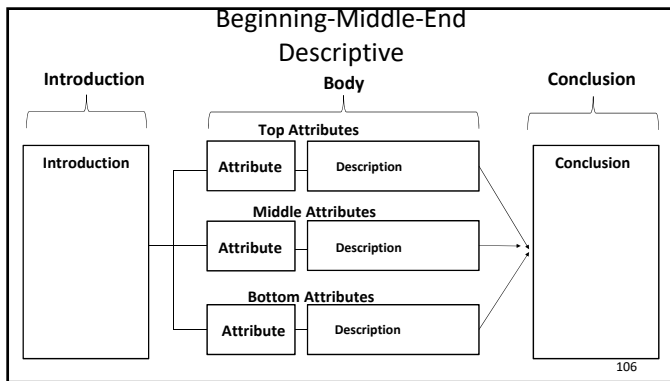 Beginning-Middle-End
Descriptive
Introduction
Body
Conclusion
Introduction
Top Attributes
Attribute
Description
Middle Attributes
Attribute
Description
Bottom Attributes
Attribute
Description
Conclusion
106